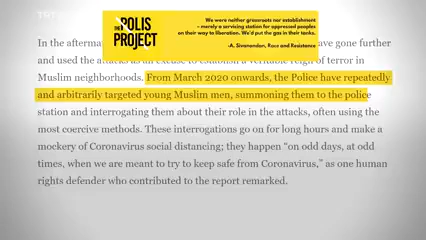 THE POLIS PROJECT
We were neither grassroots nor establishment
– merely a servicing station for oppressed peoples
on their way to liberation. We'd put the gas in their tanks.
-A. Sivanandan, Race and Resistance
In the aftermat have gone further
and used the attacks as an excuse to establish a veritable reign of terror in
Muslim neighborhoods. From March 2020 onwards, the Police have repeatedly
and arbitrarily targeted young Muslim men, summoning them to the police
station and interrogating them about their role in the attacks, often using the
most coercive methods. These interrogations go on for long hours and make a
mockery of Coronavirus social distancing; they happen “on odd days, at odd
times, when we are meant to try to keep safe from Coronavirus,” as one human
rights defender who contributed to the report remarked.